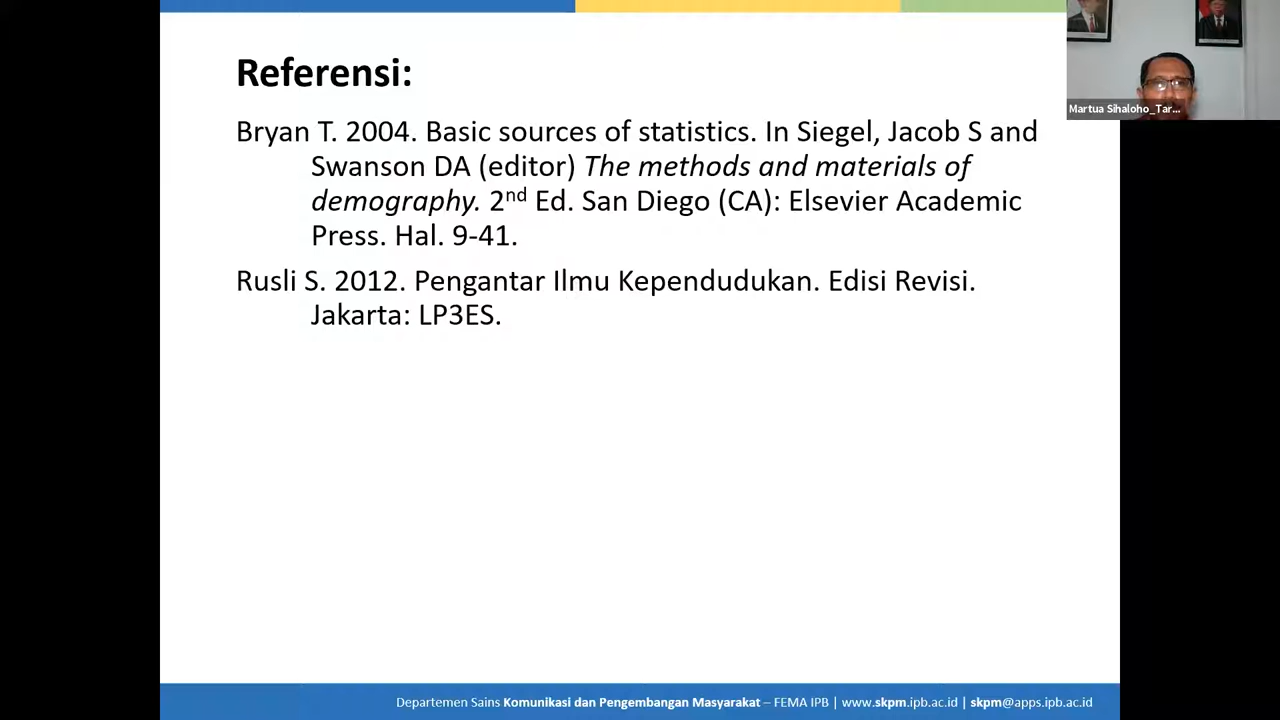 Referensi:
Bryan T. 2004. Basic sources of statistics. In Siegel, Jacob S and
Swanson DA (editor) The methods and materials of
demography. 2nd Ed. San Diego (CA): Elsevier Academic
Press. Hal. 9-41.
Rusli S. 2012. Pengantar Ilmu Kependudukan. Edisi Revisi.
Jakarta: LP3ES.
Martua Sihaloho_Tar...
Departemen Sains Komunikasi dan Pengembangan Masyarakat – FEMA IPB | www.skpm.ipb.ac.id | skpm@apps.ipb.ac.id